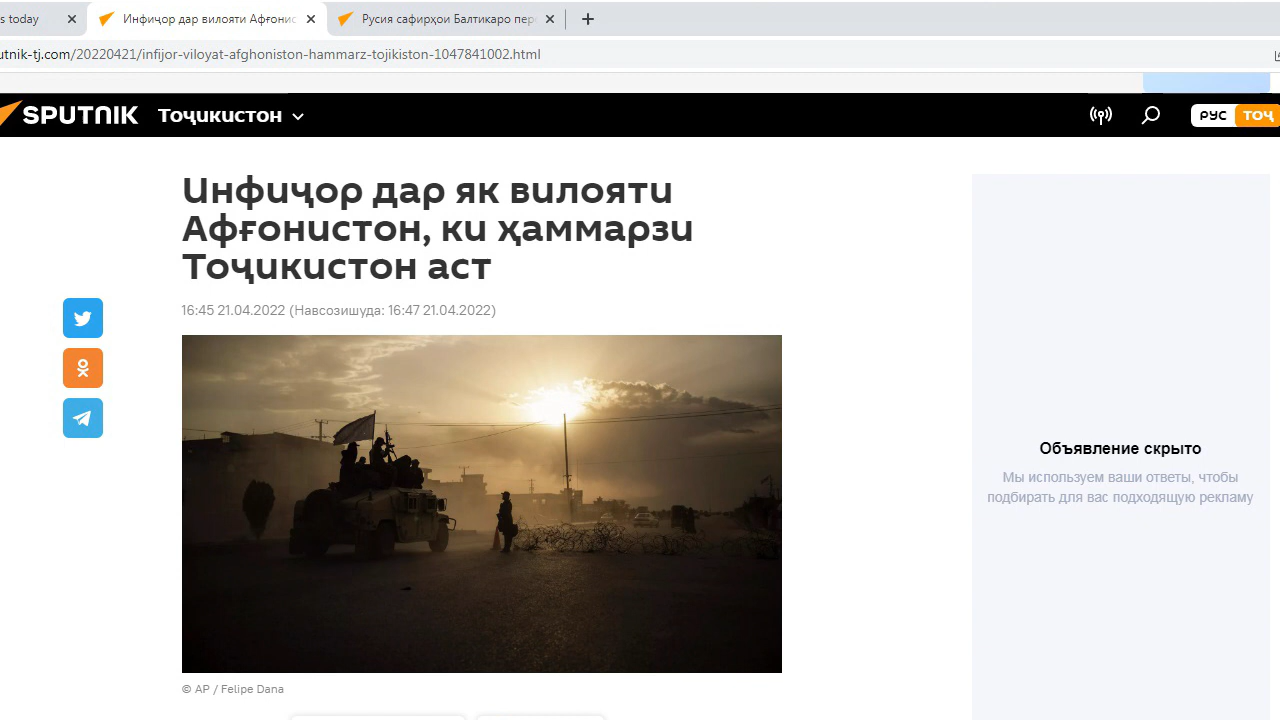 s today
Инфиҷор дар вилояти Афғонис
Русия сафирҳои Балтикаро пер
utnik-tj.com/20220421/infijor-viloyat-afghoniston-hammarz-tojikiston-1047841002.html
SPUTNIK Тоҷикистон
РУС ТОҶ
Инфиҷор дар як вилояти
Афғонистон, ки ҳаммарзи
Тоҷикистон аст
16:45 21.04.2022 (Навсозишуда: 16:47 21.04.2022)
Объявление скрыто
Мы используем ваши ответы, чтобы
подбирать для вас подходящую рекламу
© AP / Felipe Dana